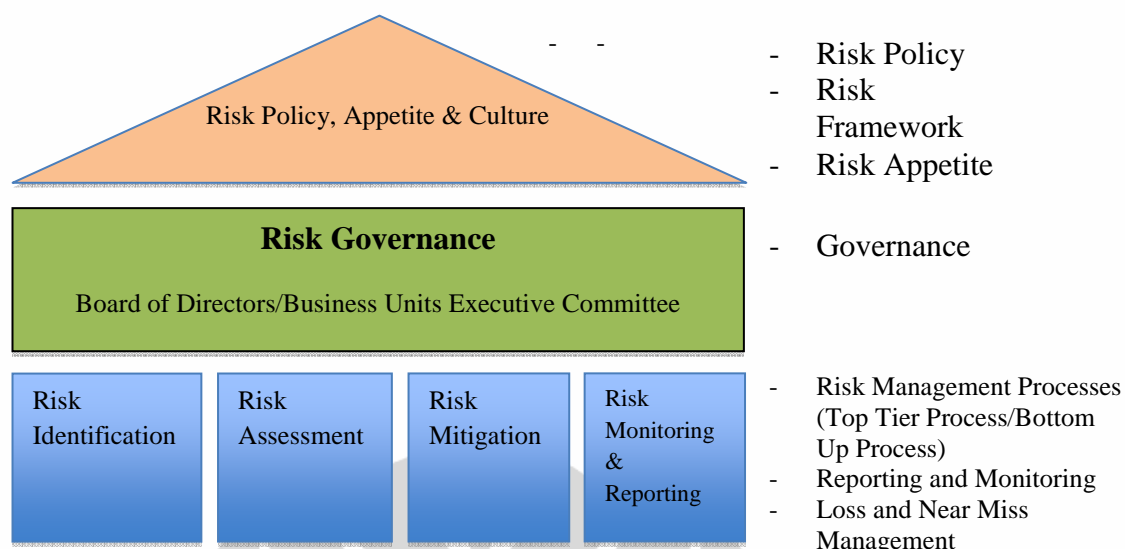 - -
Risk Policy, Appetite & Culture
- Risk Policy
- Risk
Framework
- Risk Appetite
Risk Governance
Board of Directors/Business Units Executive Committee
- Governance
Risk
Identification
Risk
Assessment
Risk
Mitigation
Risk
Monitoring
&
Reporting
- Risk Management Processes
(Top Tier Process/Bottom
Up Process)
- Reporting and Monitoring
- Loss and Near Miss
Management